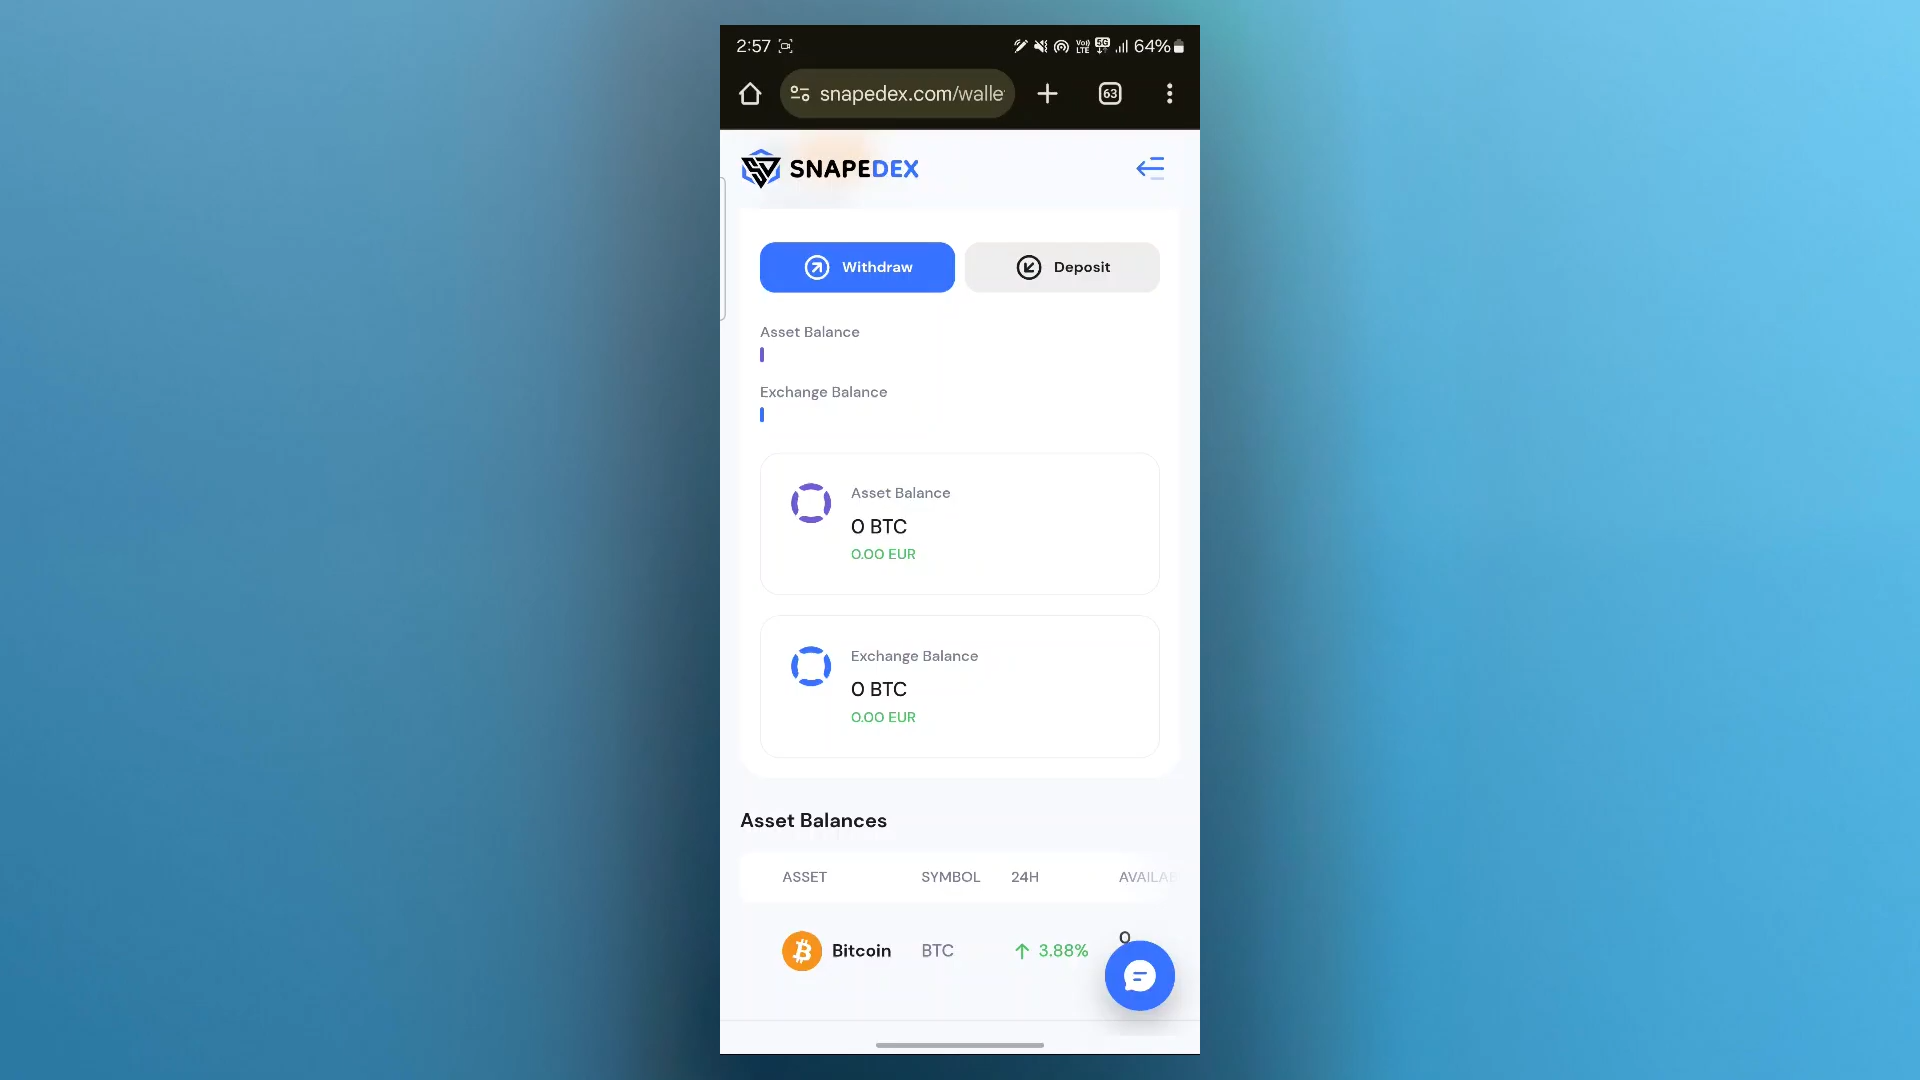 2:57 64%
snapedex.com/walle
63
SNAPEDEX
Withdraw Deposit
Asset Balance
Exchange Balance
Asset Balance
0 BTC
0.00 EUR
Exchange Balance
0 BTC
0.00 EUR
Asset Balances
ASSET SYMBOL 24H AVAILAB
0
Bitcoin BTC 3.88%